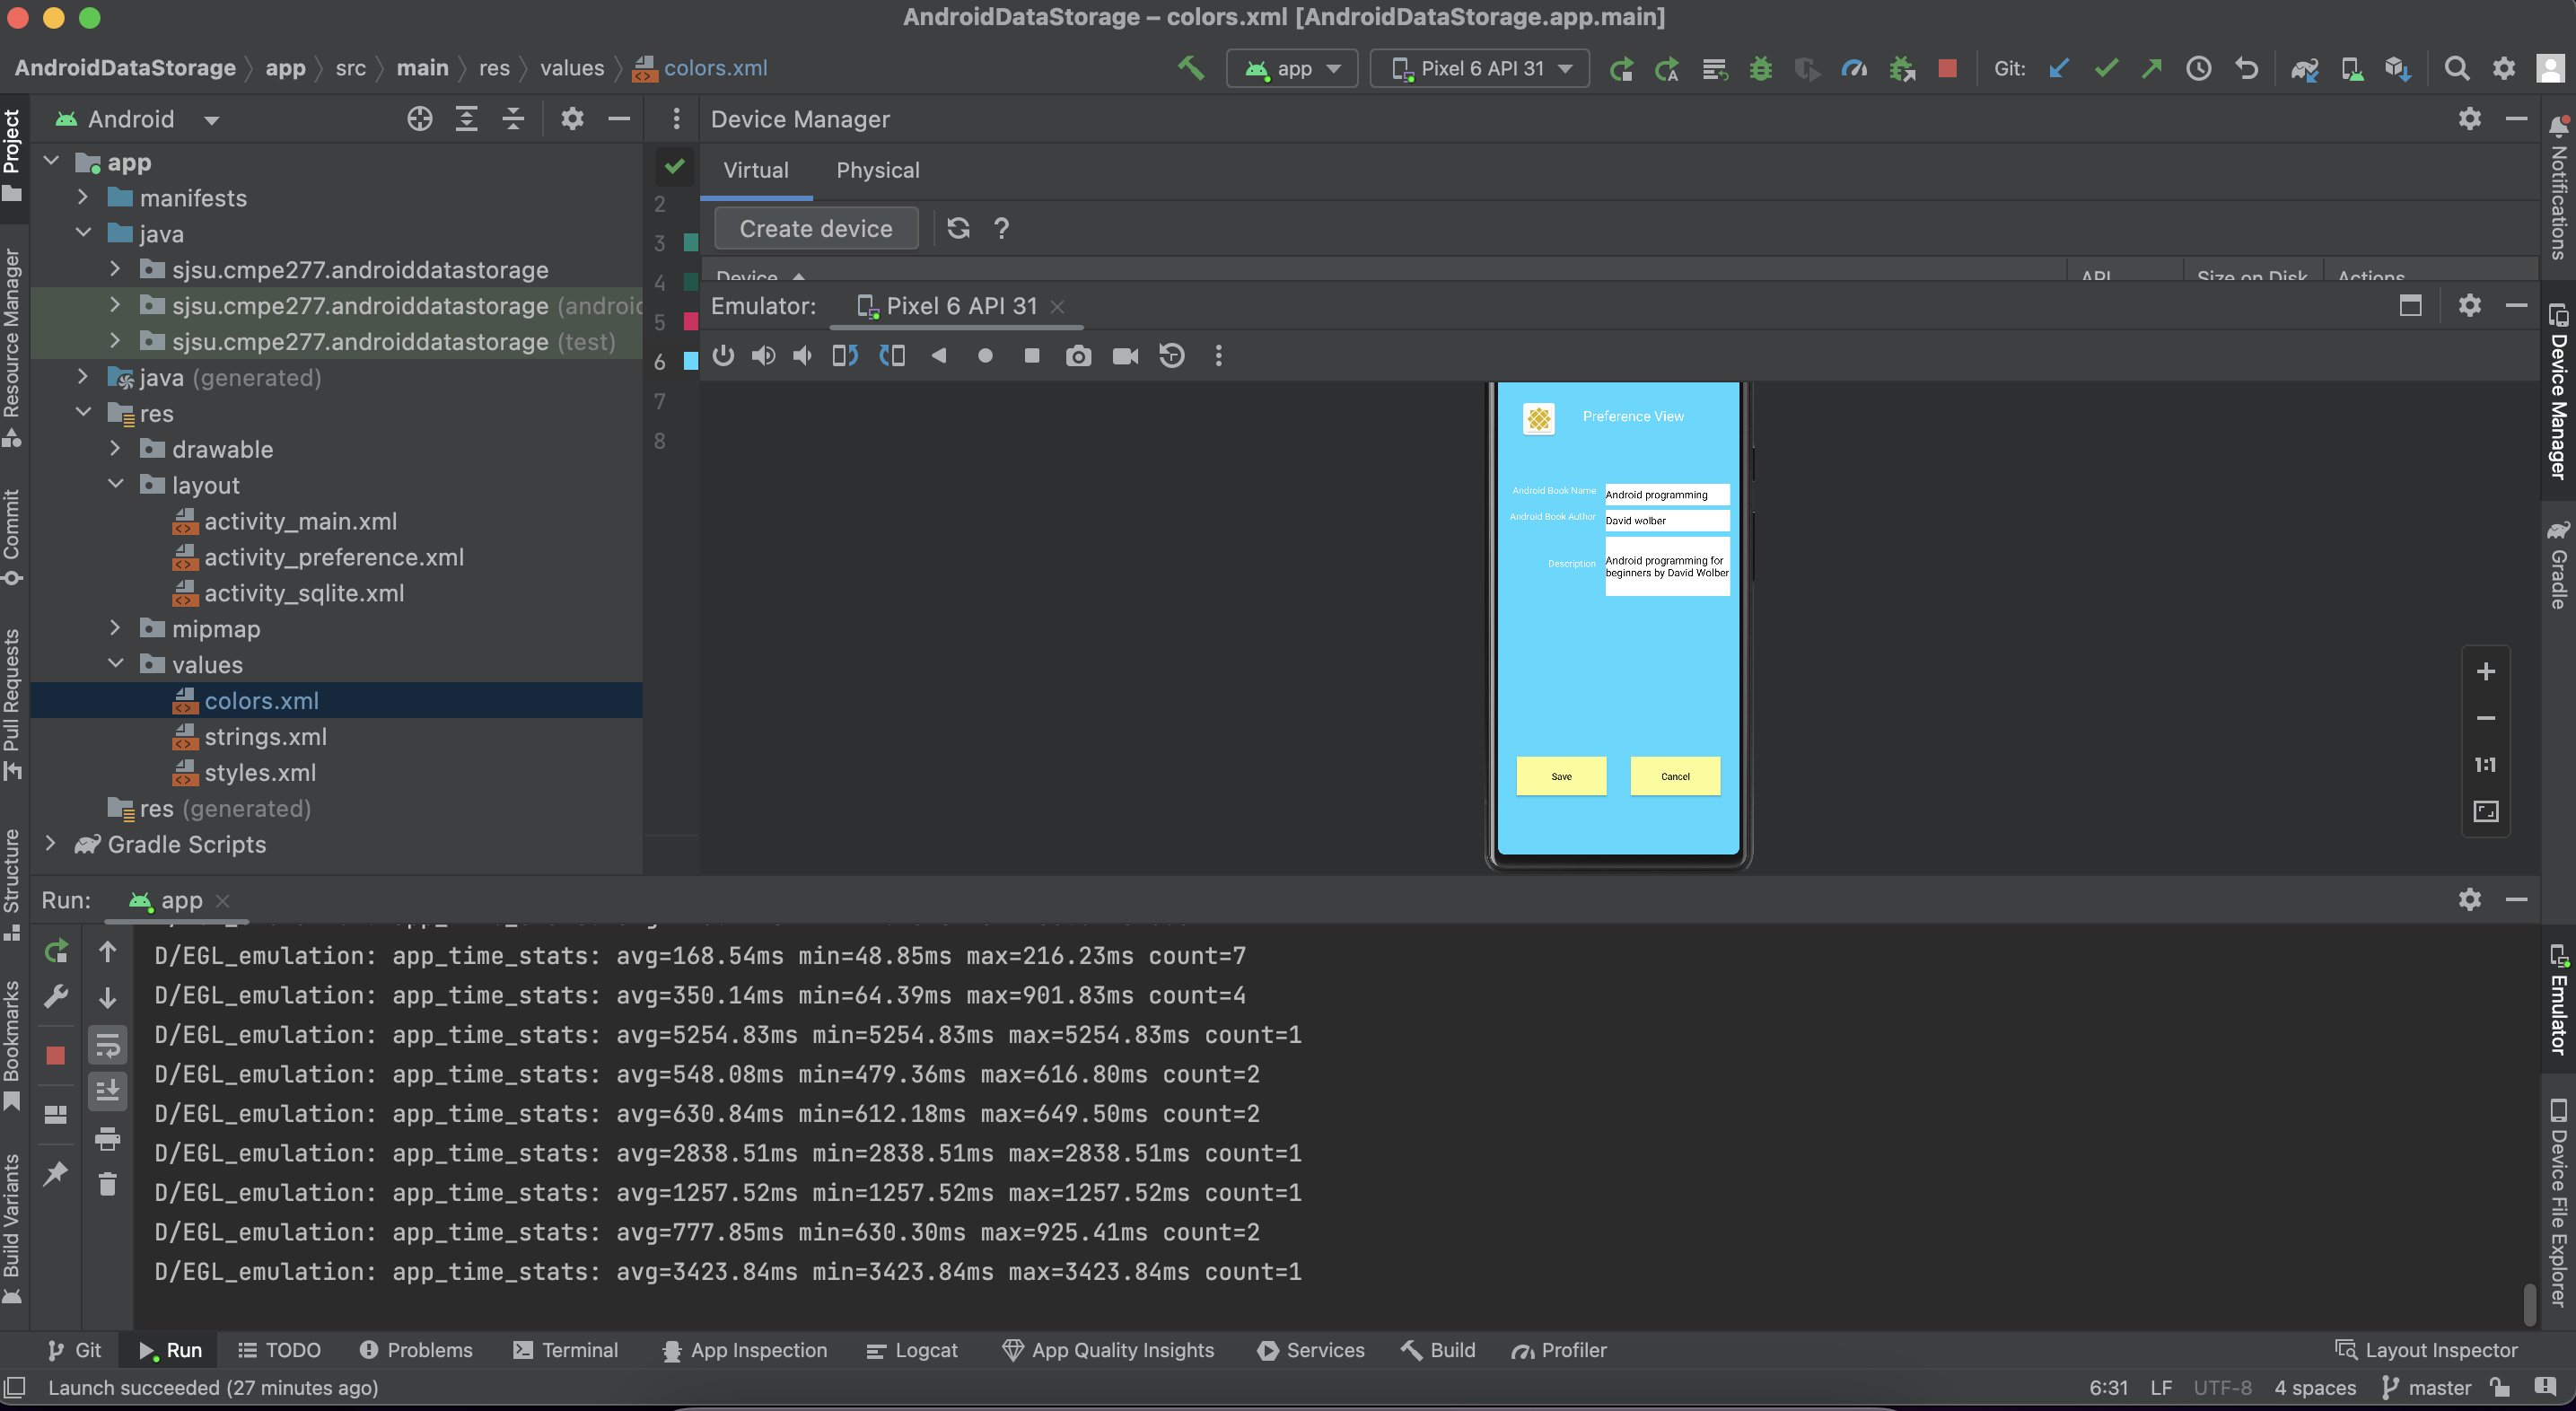 AndroidDataStorage – colors.xml [AndroidDataStorage.app.main]
AndroidDataStorage app src main res values colors.xml
app Pixel 6 API 31 Git:
Project
Resource Manager
Commit
Pull Requests
Structure
Bookmarks
Build Variants
Android
app
manifests
java
sjsu.cmpe277.androiddatastorage
sjsu.cmpe277.androiddatastorage (androi
sjsu.cmpe277.androiddatastorage (test)
java (generated)
res
drawable
layout
activity_main.xml
activity_preference.xml
activity_sqlite.xml
mipmap
values
colors.xml
strings.xml
styles.xml
res (generated)
Gradle Scripts
2
3
4
5
6
7
8
Device Manager
Virtual Physical
Create device ?
Device API Size on Disk Actions
Emulator: Pixel 6 API 31
Preference View
Android Book Name Android programming
Android Book Author David wolber
Description Android programming for
beginners by David Wolber
Save Cancel
1:1
Notifications
Device Manager
Gradle
Emulator
Device File Explorer
Run: app
D/EGL_emulation: app_time_stats: avg=168.54ms min=48.85ms max=216.23ms count=7
D/EGL_emulation: app_time_stats: avg=350.14ms min=64.39ms max=901.83ms count=4
D/EGL_emulation: app_time_stats: avg=5254.83ms min=5254.83ms max=5254.83ms count=1
D/EGL_emulation: app_time_stats: avg=548.08ms min=479.36ms max=616.80ms count=2
D/EGL_emulation: app_time_stats: avg=630.84ms min=612.18ms max=649.50ms count=2
D/EGL_emulation: app_time_stats: avg=2838.51ms min=2838.51ms max=2838.51ms count=1
D/EGL_emulation: app_time_stats: avg=1257.52ms min=1257.52ms max=1257.52ms count=1
D/EGL_emulation: app_time_stats: avg=777.85ms min=630.30ms max=925.41ms count=2
D/EGL_emulation: app_time_stats: avg=3423.84ms min=3423.84ms max=3423.84ms count=1
Git Run TODO Problems Terminal App Inspection Logcat App Quality Insights Services Build Profiler Layout Inspector
Launch succeeded (27 minutes ago) 6:31 LF UTF-8 4 spaces master